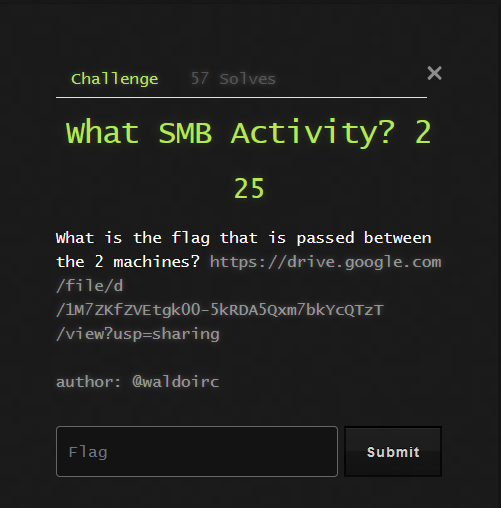 Challenge 57 Solves ×
What SMB Activity? 2
25
What is the flag that is passed between
the 2 machines? https://drive.google.com
/file/d
/1M7ZKfZVEtgk00-5kRDA5Qxm7bkYcQTzT
/view?usp=sharing
author: @waldoirc
Flag Submit